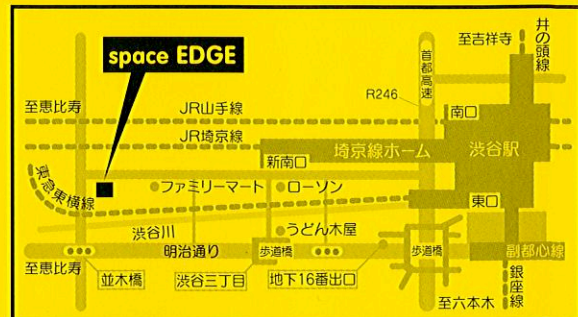 至吉祥寺
井の頭線
space EDGE
首都高速
R246
至恵比寿
JR山手線
南口
JR埼京線
埼京線ホーム
渋谷駅
新南口
東急東横線
ファミリーマート
ローソン
東口
渋谷川
うどん木屋
明治通り
歩道橋
歩道橋
副都心線
至恵比寿
並木橋
渋谷三丁目
地下16番出口
銀座線
至六本木